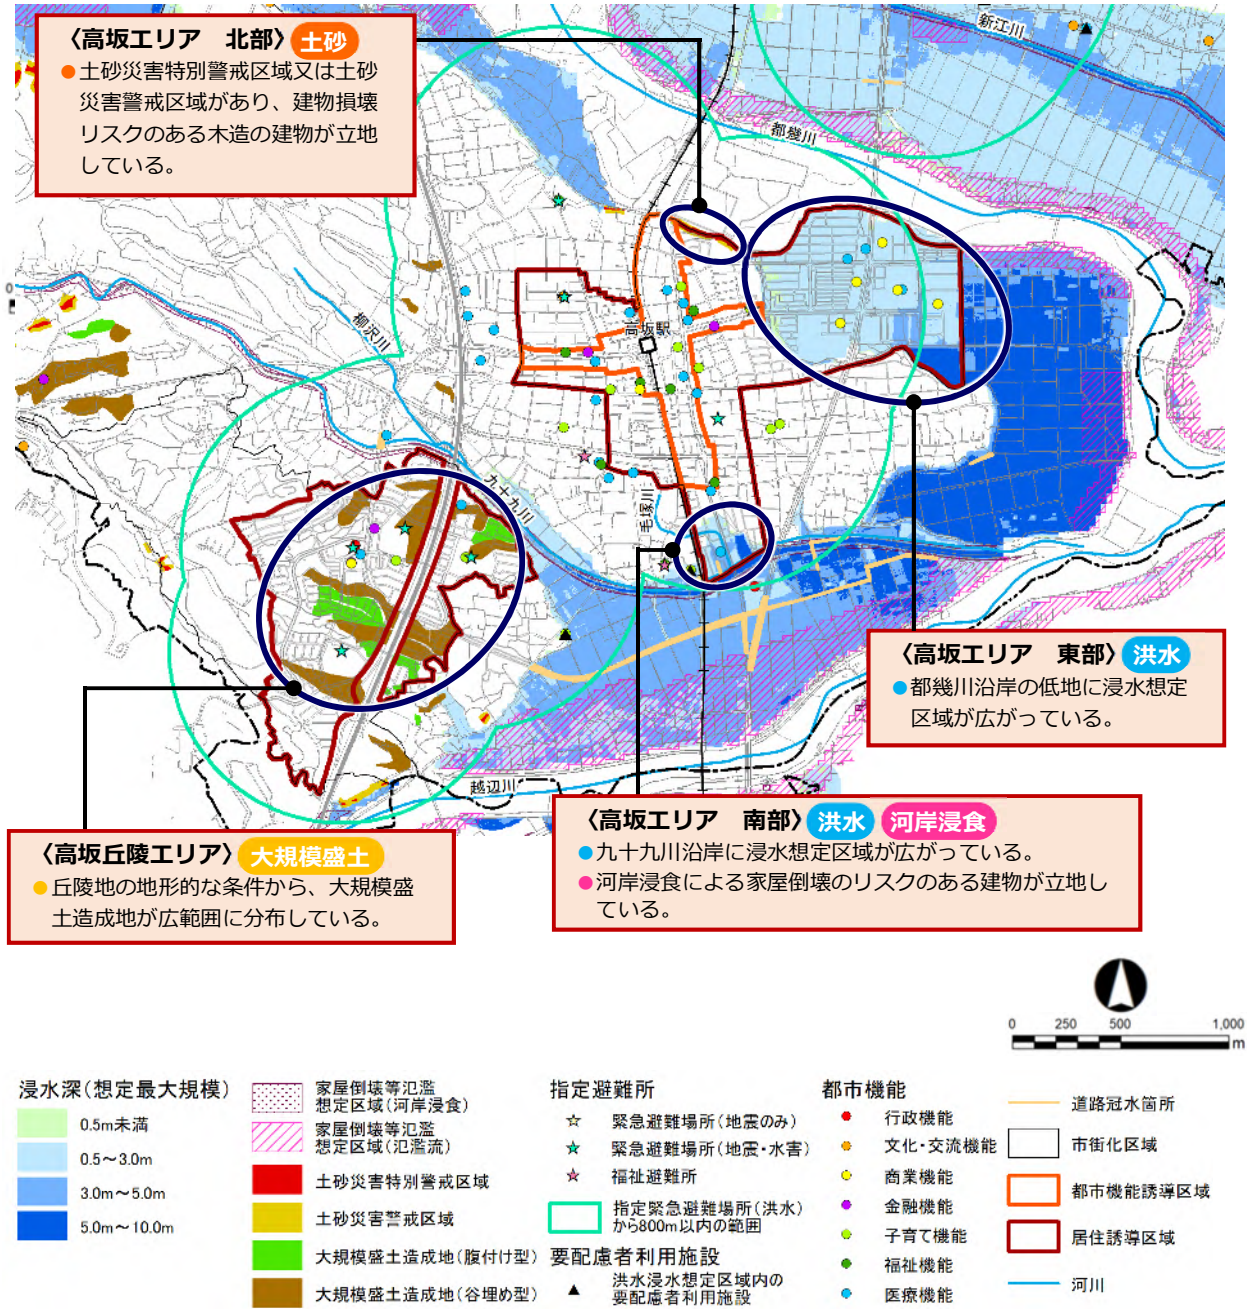 〈高坂エリア　北部〉 土砂
●土砂災害特別警戒区域又は土砂
災害警戒区域があり、建物損壊
リスクのある木造の建物が立地
している。
新江川
都幾川
柳沢川
高坂駅
九十九川
毛塚川
越辺川
〈高坂エリア　東部〉 洪水
●都幾川沿岸の低地に浸水想定
区域が広がっている。
〈高坂エリア　南部〉 洪水 河岸浸食
●九十九川沿岸に浸水想定区域が広がっている。
●河岸浸食による家屋倒壊のリスクのある建物が立地し
ている。
〈高坂丘陵エリア〉 大規模盛土
●丘陵地の地形的な条件から、大規模盛
土造成地が広範囲に分布している。
0 250 500 1,000
m
浸水深(想定最大規模)
0.5m未満
0.5～3.0m
3.0m～5.0m
5.0m～10.0m
家屋倒壊等氾濫
想定区域(河岸浸食)
家屋倒壊等氾濫
想定区域(氾濫流)
土砂災害特別警戒区域
土砂災害警戒区域
大規模盛土造成地(腹付け型)
大規模盛土造成地(谷埋め型)
指定避難所
緊急避難場所(地震のみ)
緊急避難場所(地震・水害)
福祉避難所
指定緊急避難場所(洪水)
から800m以内の範囲
要配慮者利用施設
洪水浸水想定区域内の
要配慮者利用施設
都市機能
行政機能
文化・交流機能
商業機能
金融機能
子育て機能
福祉機能
医療機能
道路冠水箇所
市街化区域
都市機能誘導区域
居住誘導区域
河川